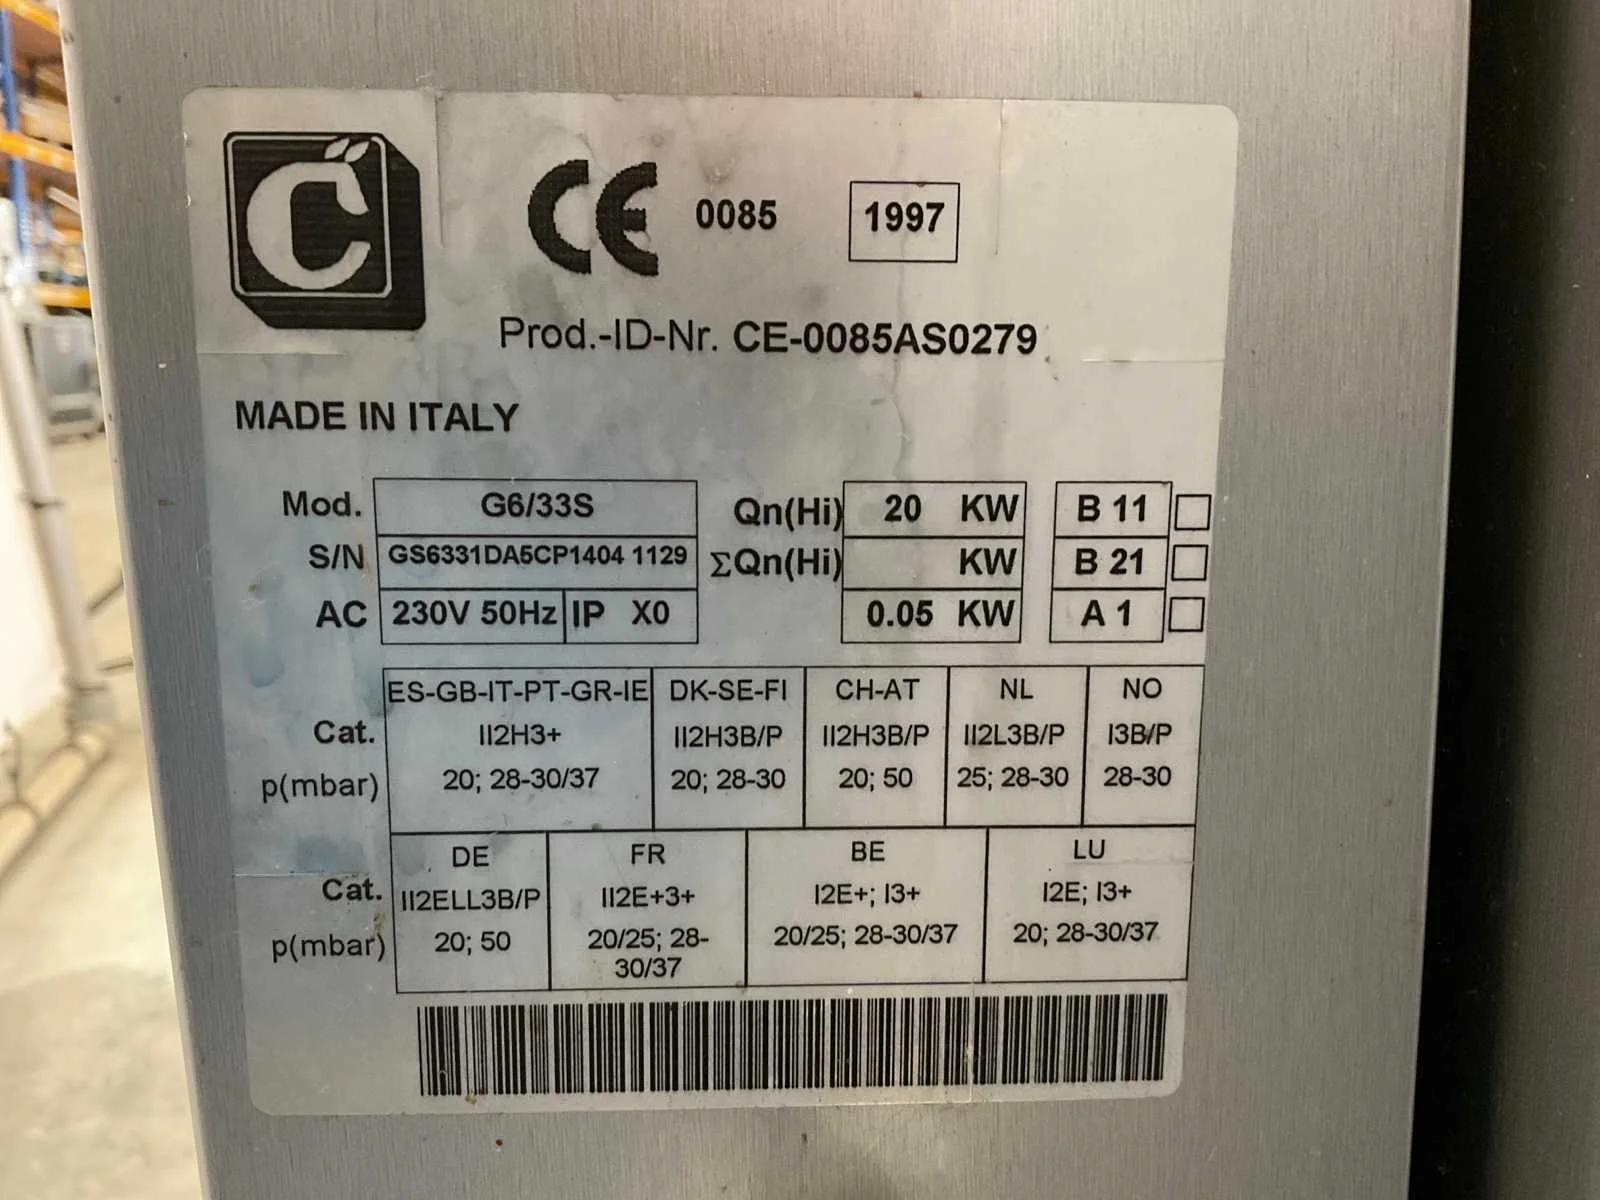 C
CE 0085 1997
Prod.-ID-Nr. CE-0085AS0279
MADE IN ITALY
Mod. G6/33S Qn(Hi) 20 KW B 11
S/N GS6331DA5CP1404 1129 ΣQn(Hi) KW B 21
AC 230V 50Hz IP X0 0.05 KW A 1
ES-GB-IT-PT-GR-IE DK-SE-FI CH-AT NL NO
Cat. II2H3+ II2H3B/P II2H3B/P II2L3B/P I3B/P
p(mbar) 20; 28-30/37 20; 28-30 20; 50 25; 28-30 28-30
DE FR BE LU
Cat. II2ELL3B/P II2E+3+ I2E+; I3+ I2E; I3+
p(mbar) 20; 50 20/25; 28- 20/25; 28-30/37 20; 28-30/37
30/37